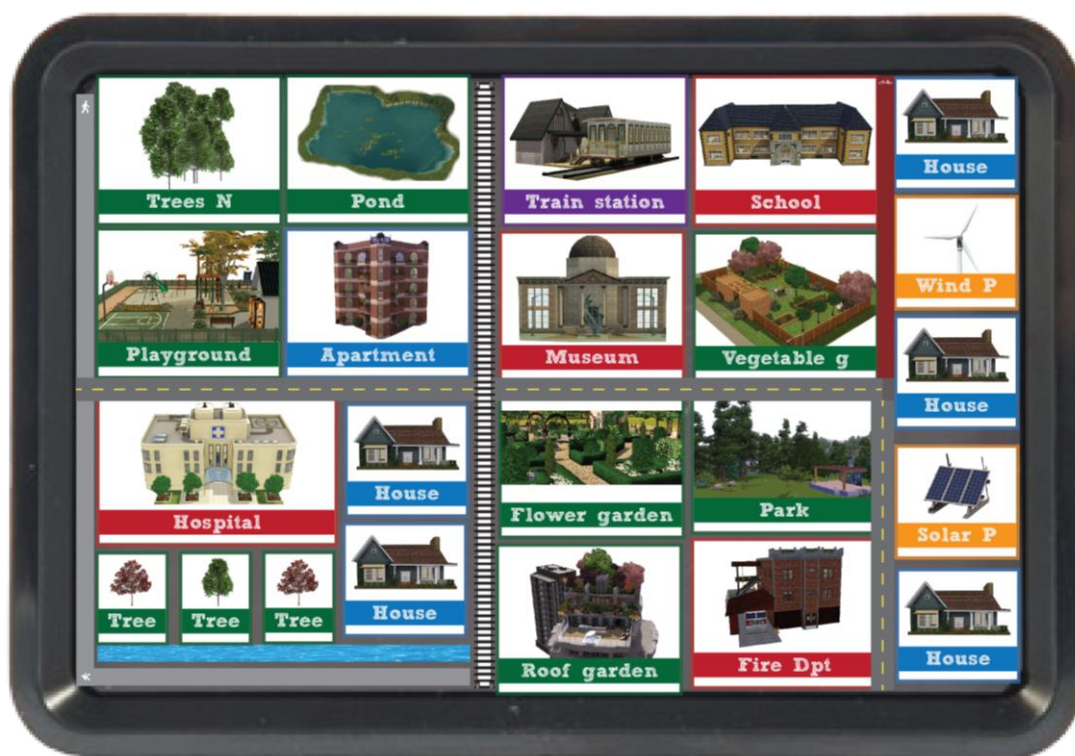 Trees N
Pond
Train station
School
House
Playground
Apartment
Museum
Vegetable g
Wind P
House
Hospital
House
Flower garden
Park
Solar P
Tree
Tree
Tree
House
Roof garden
Fire Dpt
House